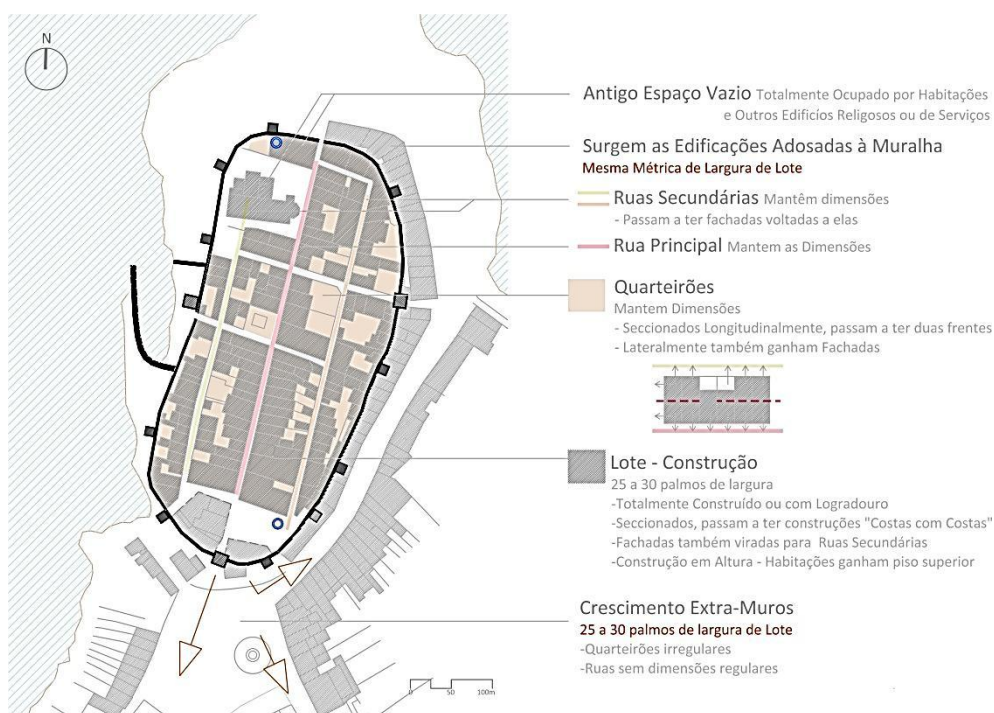 N
Antigo Espaço Vazio Totalmente Ocupado por Habitações
e Outros Edifícios Religosos ou de Serviços
Surgem as Edificações Adosadas à Muralha
Mesma Métrica de Largura de Lote
Ruas Secundárias Mantêm dimensões
- Passam a ter fachadas voltadas a elas
Rua Principal Mantem as Dimensões
Quarteirões
Mantem Dimensões
- Seccionados Longitudinalmente, passam a ter duas frentes
- Lateralmente também ganham Fachadas
Lote - Construção
25 a 30 palmos de largura
-Totalmente Construído ou com Logradouro
-Seccionados, passam a ter construções "Costas com Costas"
-Fachadas também viradas para Ruas Secundárias
-Construção em Altura - Habitações ganham piso superior
Crescimento Extra-Muros
25 a 30 palmos de largura de Lote
-Quarteirões irregulares
-Ruas sem dimensões regulares
0 50 100m